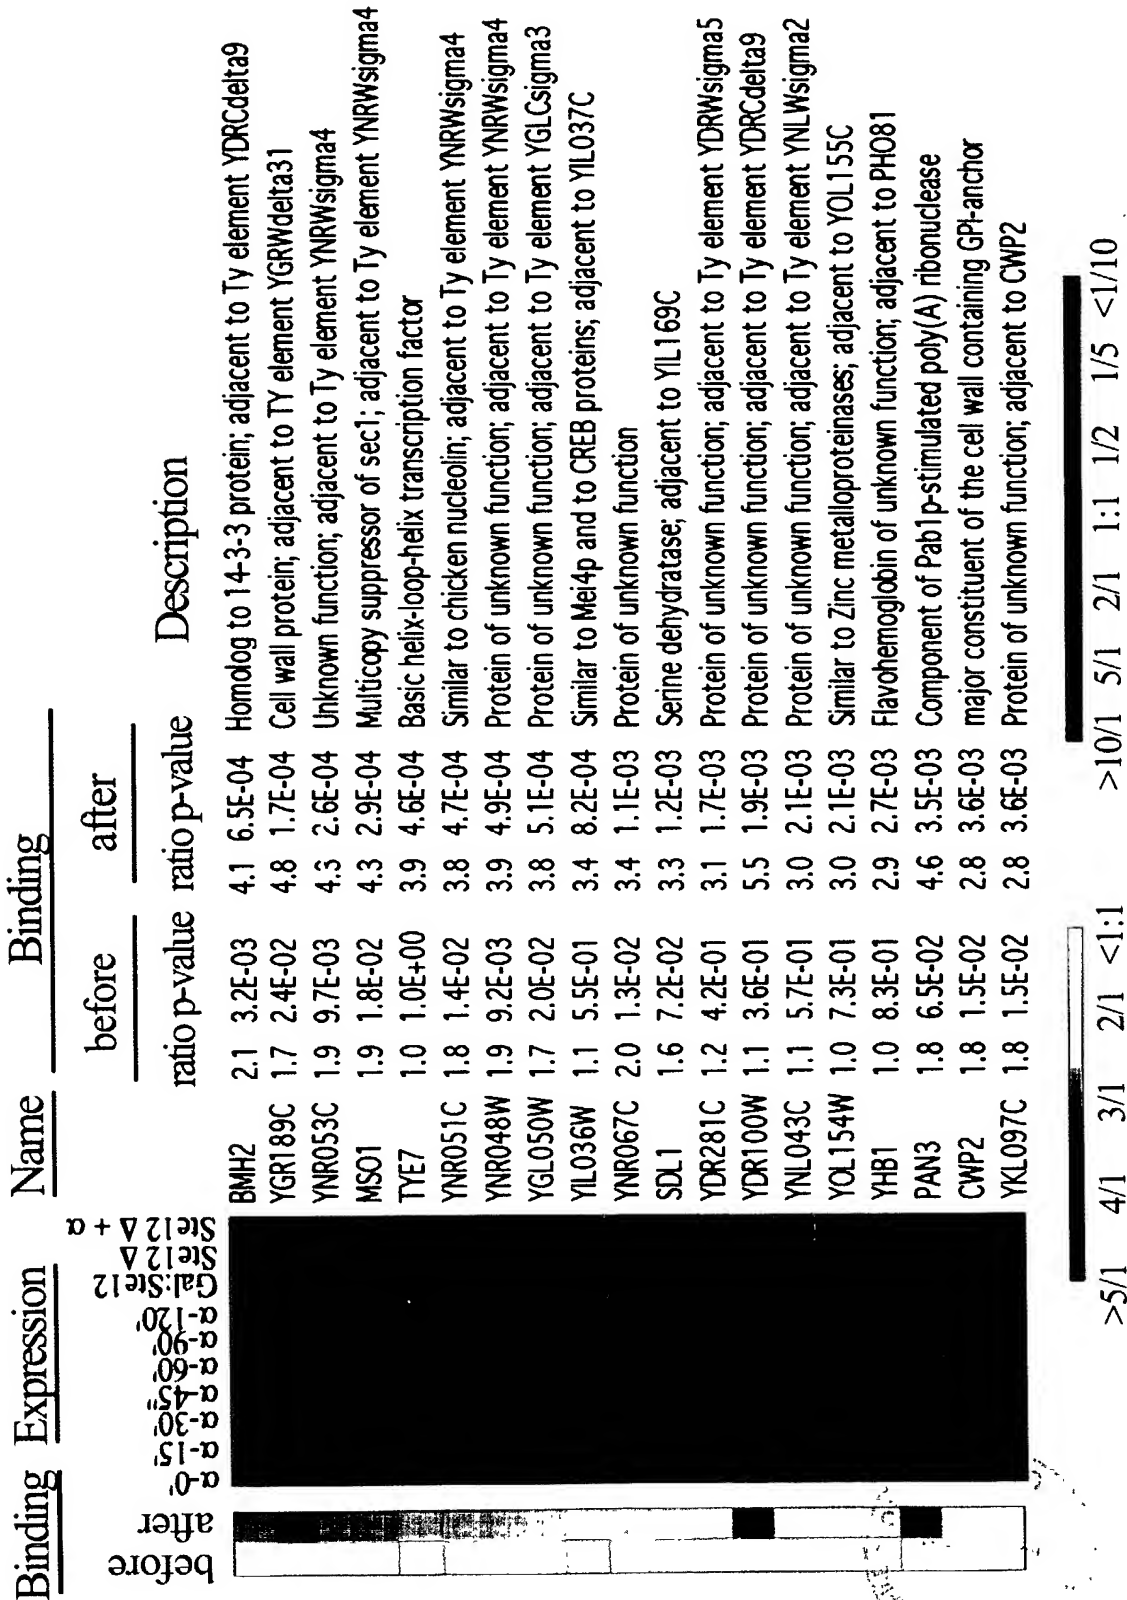 Binding Expression Name Binding
before after Description
before after α-0' α-15' α-30' α-45'' α-60' α-90' α-120' Gal:Ste12 Ste12 Δ Ste12 Δ + α ratio p-value ratio p-value
BMH2 2.1 3.2E-03 4.1 6.5E-04 Homolog to 14-3-3 protein; adjacent to Ty element YDRCdelta9
YGR189C 1.7 2.4E-02 4.8 1.7E-04 Cell wall protein; adjacent to TY element YGRWdelta31
YNR053C 1.9 9.7E-03 4.3 2.6E-04 Unknown function; adjacent to Ty element YNRWsigma4
MSO1 1.9 1.8E-02 4.3 2.9E-04 Multicopy suppressor of sec1; adjacent to Ty element YNRWsigma4
TYE7 1.0 1.0E+00 3.9 4.6E-04 Basic helix-loop-helix transcription factor
YNR051C 1.8 1.4E-02 3.8 4.7E-04 Similar to chicken nucleolin; adjacent to Ty element YNRWsigma4
YNR048W 1.9 9.2E-03 3.9 4.9E-04 Protein of unknown function; adjacent to Ty element YNRWsigma4
YGL050W 1.7 2.0E-02 3.8 5.1E-04 Protein of unknown function; adjacent to Ty element YGLCsigma3
YIL036W 1.1 5.5E-01 3.4 8.2E-04 Similar to Met4p and to CREB proteins; adjacent to YIL037C
YNR067C 2.0 1.3E-02 3.4 1.1E-03 Protein of unknown function
SDL1 1.6 7.2E-02 3.3 1.2E-03 Serine dehydratase; adjacent to YIL169C
YDR281C 1.2 4.2E-01 3.1 1.7E-03 Protein of unknown function; adjacent to Ty element YDRWsigma5
YDR100W 1.1 3.6E-01 5.5 1.9E-03 Protein of unknown function; adjacent to Ty element YDRCdelta9
YNL043C 1.1 5.7E-01 3.0 2.1E-03 Protein of unknown function; adjacent to Ty element YNLWsigma2
YOL154W 1.0 7.3E-01 3.0 2.1E-03 Similar to Zinc metalloproteinases; adjacent to YOL155C
YHB1 1.0 8.3E-01 2.9 2.7E-03 Flavohemoglobin of unknown function; adjacent to PHO81
PAN3 1.8 6.5E-02 4.6 3.5E-03 Component of Pab1p-stimulated poly(A) ribonuclease
CWP2 1.8 1.5E-02 2.8 3.6E-03 major constituent of the cell wall containing GPI-anchor
YKL097C 1.8 1.5E-02 2.8 3.6E-03 Protein of unknown function; adjacent to CWP2
>5/1 4/1 3/1 2/1 <1:1 >10/1 5/1 2/1 1:1 1/2 1/5 <1/10